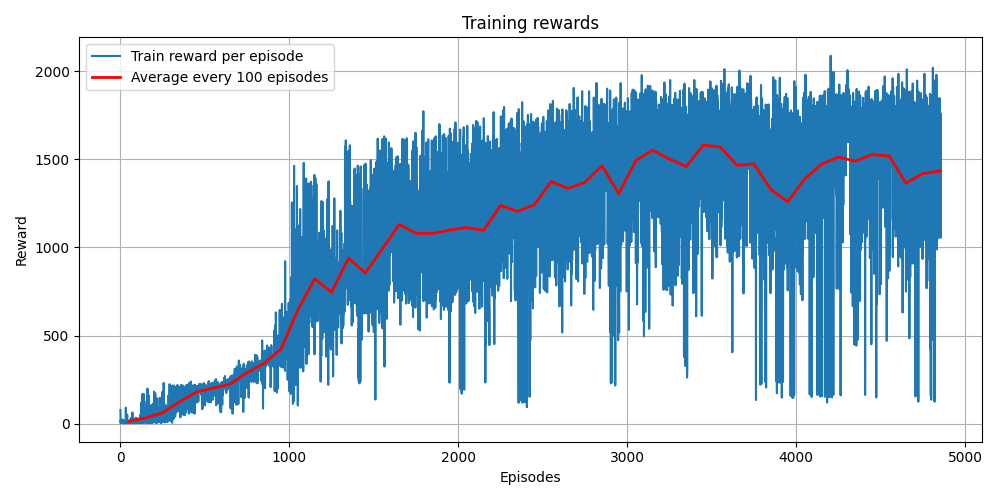 Training rewards
Train reward per episode
Average every 100 episodes
2000
1500
1000
500
0
Reward
0 1000 2000 3000 4000 5000
Episodes